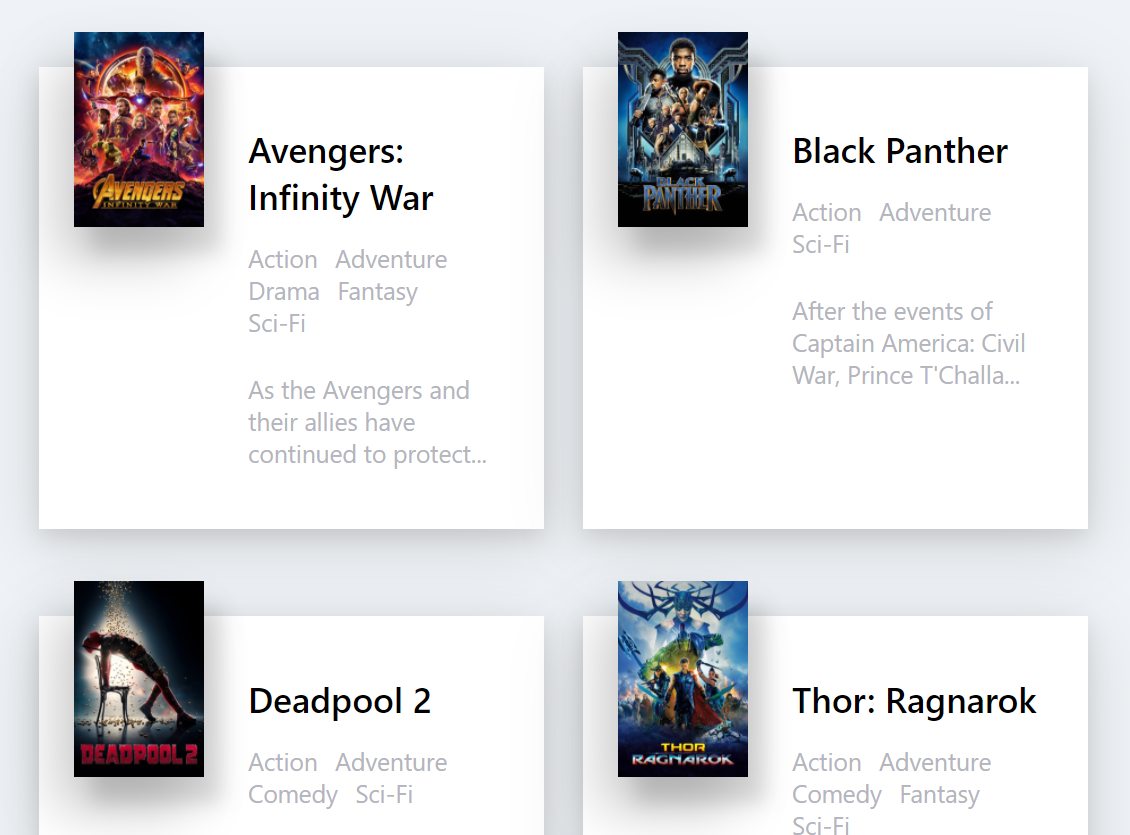 AVENGERS
INFINITY WAR
Avengers:
Infinity War
Action Adventure
Drama Fantasy
Sci-Fi
As the Avengers and
their allies have
continued to protect...
BLACK
PANTHER
Black Panther
Action Adventure
Sci-Fi
After the events of
Captain America: Civil
War, Prince T'Challa...
DEADPOOL 2
Deadpool 2
Action Adventure
Comedy Sci-Fi
THOR
RAGNAROK
Thor: Ragnarok
Action Adventure
Comedy Fantasy
Sci-Fi